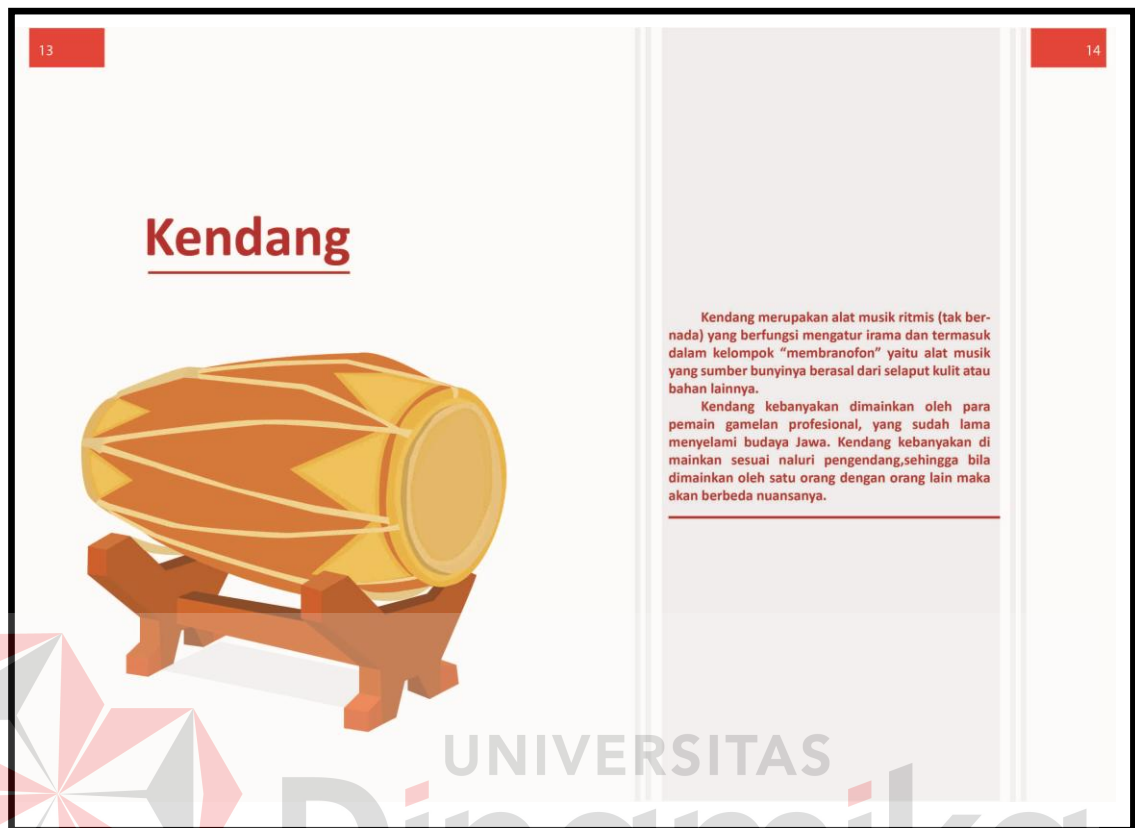 13
14
Kendang
Kendang merupakan alat musik ritmis (tak ber-
nada) yang berfungsi mengatur irama dan termasuk
dalam kelompok “membranofon” yaitu alat musik
yang sumber bunyinya berasal dari selaput kulit atau
bahan lainnya.
Kendang kebanyakan dimainkan oleh para
pemain gamelan profesional, yang sudah lama
menyelami budaya Jawa. Kendang kebanyakan di
mainkan sesuai naluri pengendang,sehingga bila
dimainkan oleh satu orang dengan orang lain maka
akan berbeda nuansanya.
UNIVERSITAS
Dinamika